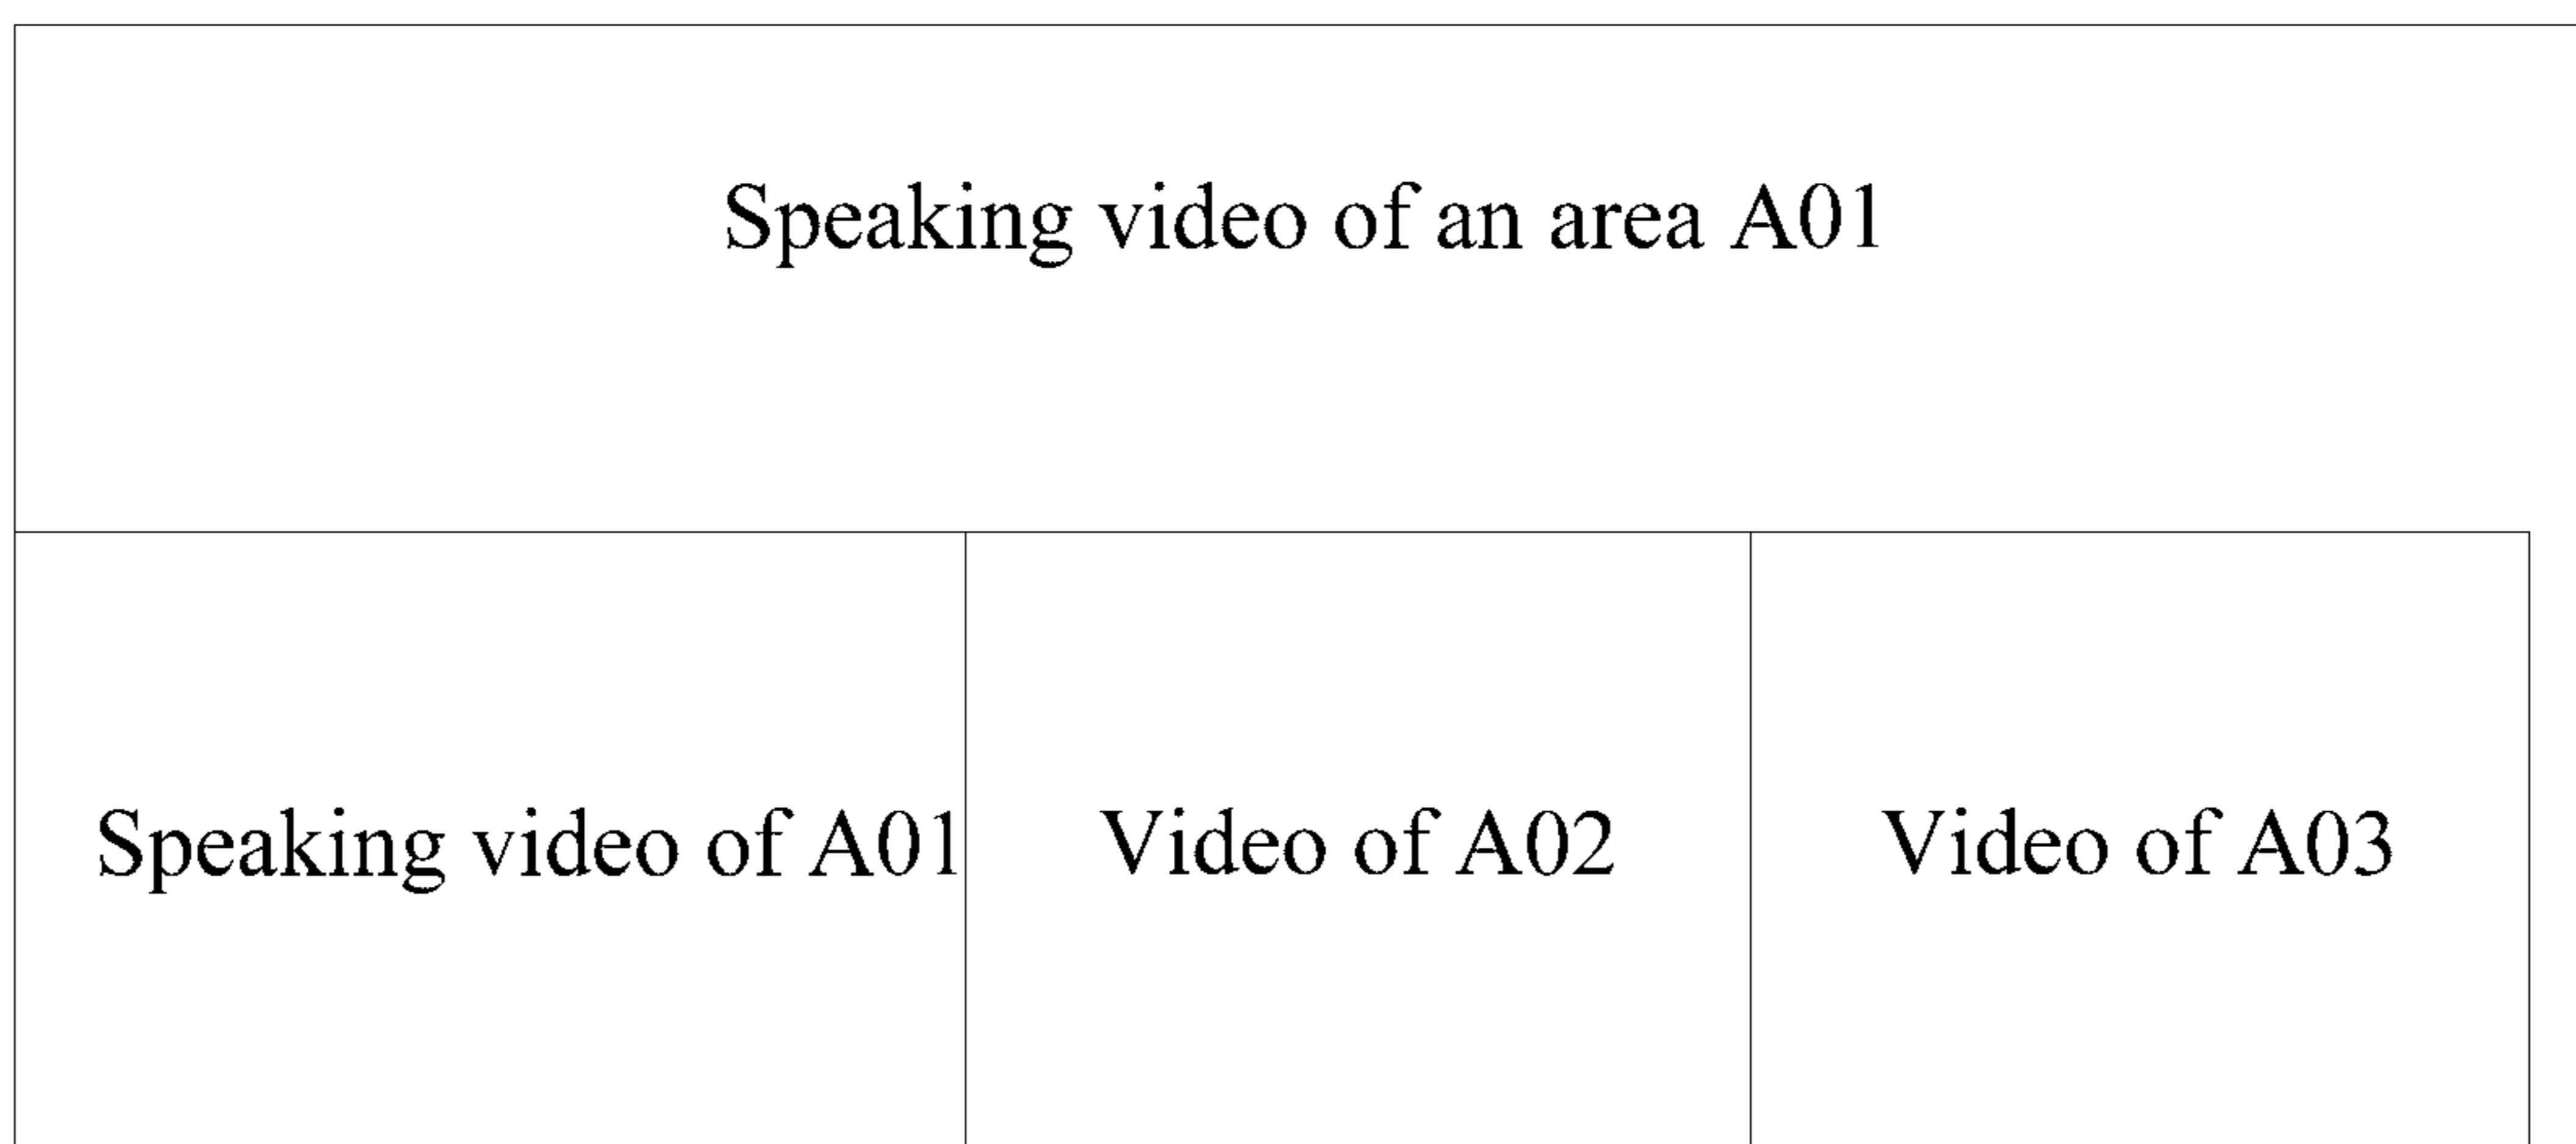 Speaking video of an area A01
Speaking video of A01
Video of A02
Video of A03